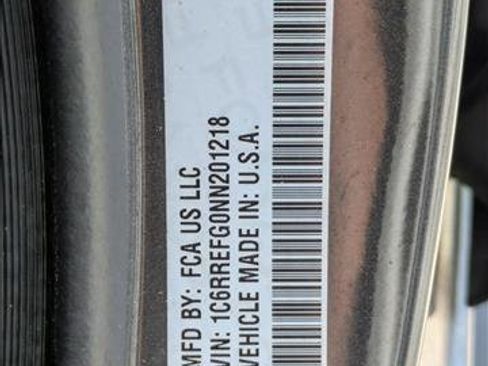 MFD BY: FCA US LLC
VIN: 1C6RREFG0NN201218
VEHICLE MADE IN: U.S.A.